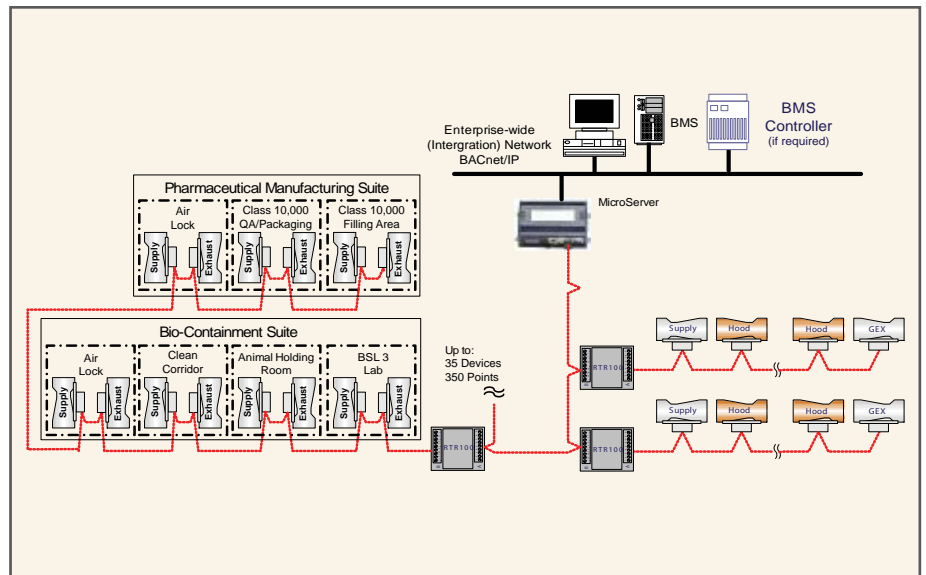 Enterprise-wide
(Intergration) Network
BACnet/IP
BMS
BMS
Controller
(if required)
MicroServer
Pharmaceutical Manufacturing Suite
Air
Lock
Class 10,000
QA/Packaging
Class 10,000
Filling Area
Supply
Exhaust
Supply
Exhaust
Supply
Exhaust
Bio-Containment Suite
Air
Lock
Clean
Corridor
Animal Holding
Room
BSL 3
Lab
Supply
Exhaust
Supply
Exhaust
Supply
Exhaust
Supply
Exhaust
Up to:
35 Devices
350 Points
RTR100
RTR100
Supply
Hood
Hood
GEX
RTR100
Supply
Hood
Hood
GEX